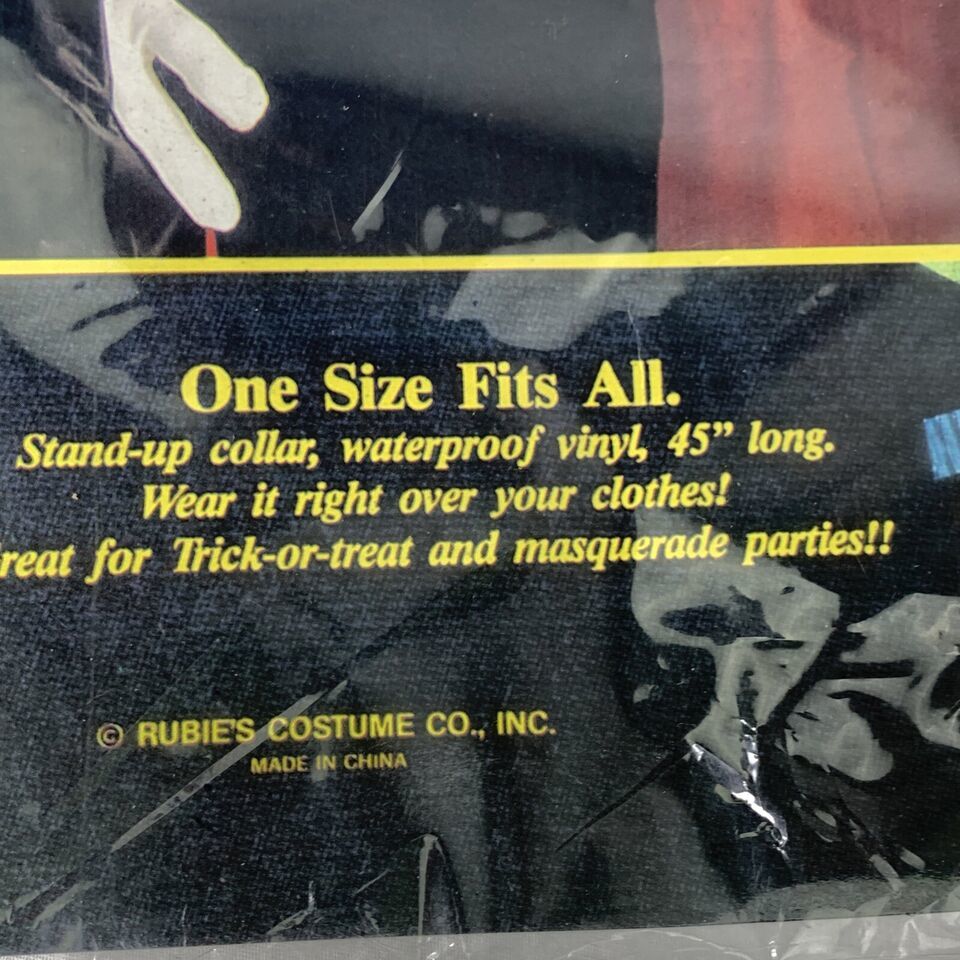 One Size Fits All.
Stand-up collar, waterproof vinyl, 45” long.
Wear it right over your clothes!
reat for Trick-or-treat and masquerade parties!!
© RUBIE'S COSTUME CO., INC.
MADE IN CHINA